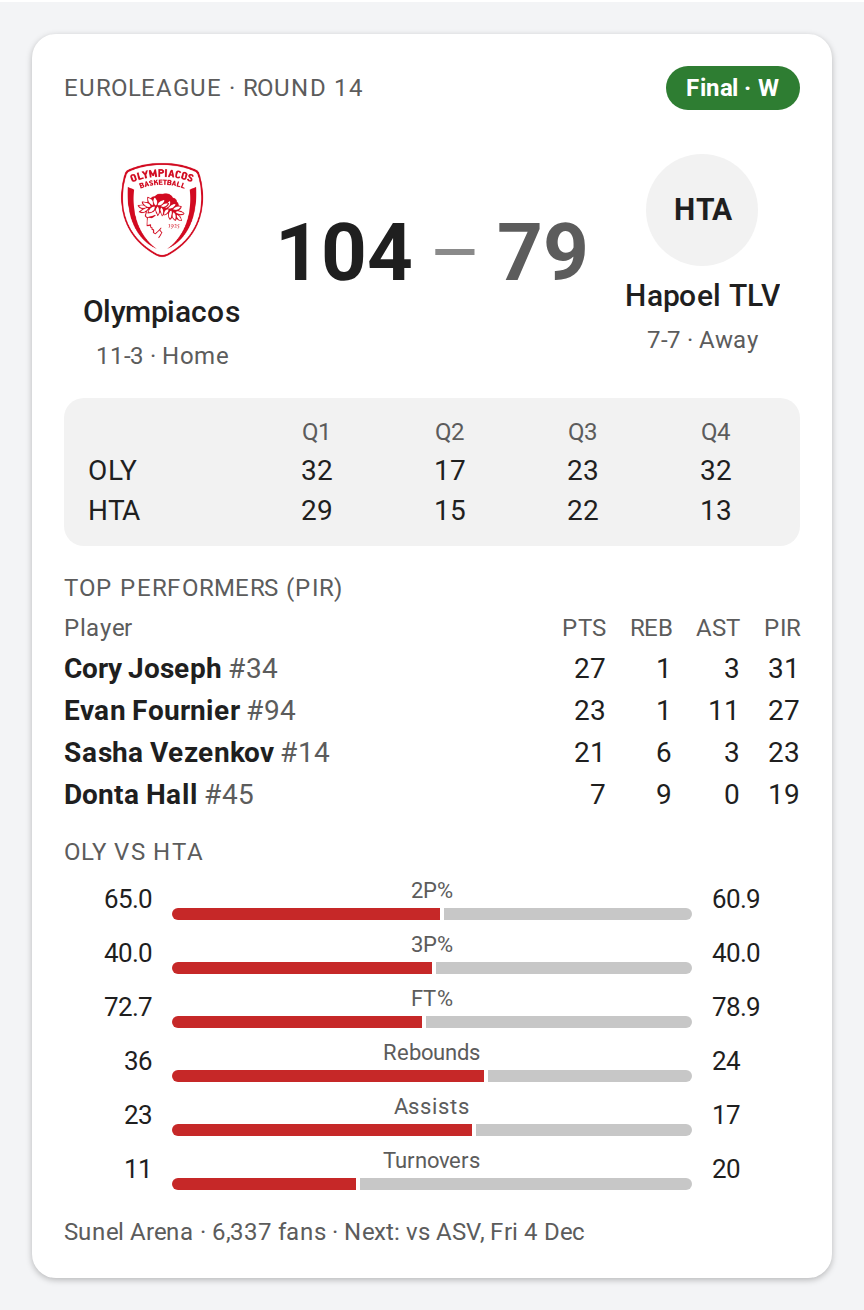 EUROLEAGUE · ROUND 14
Final · W
OLYMPIACOS
BASKETBALL
1925
HTA
104 – 79
Olympiacos
Hapoel TLV
11-3 · Home
7-7 · Away
Q1 Q2 Q3 Q4
OLY 32 17 23 32
HTA 29 15 22 13
TOP PERFORMERS (PIR)
Player PTS REB AST PIR
Cory Joseph #34 27 1 3 31
Evan Fournier #94 23 1 11 27
Sasha Vezenkov #14 21 6 3 23
Donta Hall #45 7 9 0 19
OLY VS HTA
65.0 2P% 60.9
40.0 3P% 40.0
72.7 FT% 78.9
36 Rebounds 24
23 Assists 17
11 Turnovers 20
Sunel Arena · 6,337 fans · Next: vs ASV, Fri 4 Dec